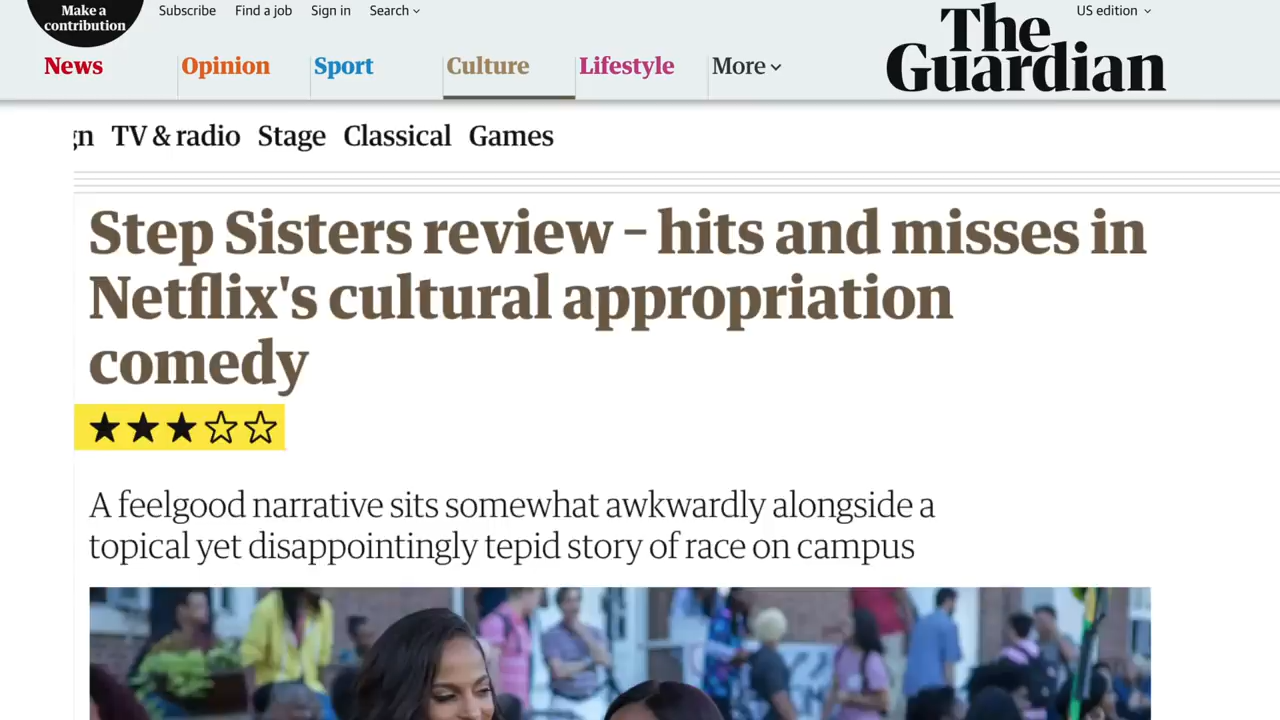 Make a
contribution
Subscribe Find a job Sign in Search
US edition
The
Guardian
News Opinion Sport Culture Lifestyle More
gn TV & radio Stage Classical Games
Step Sisters review – hits and misses in
Netflix's cultural appropriation
comedy
A feelgood narrative sits somewhat awkwardly alongside a
topical yet disappointingly tepid story of race on campus